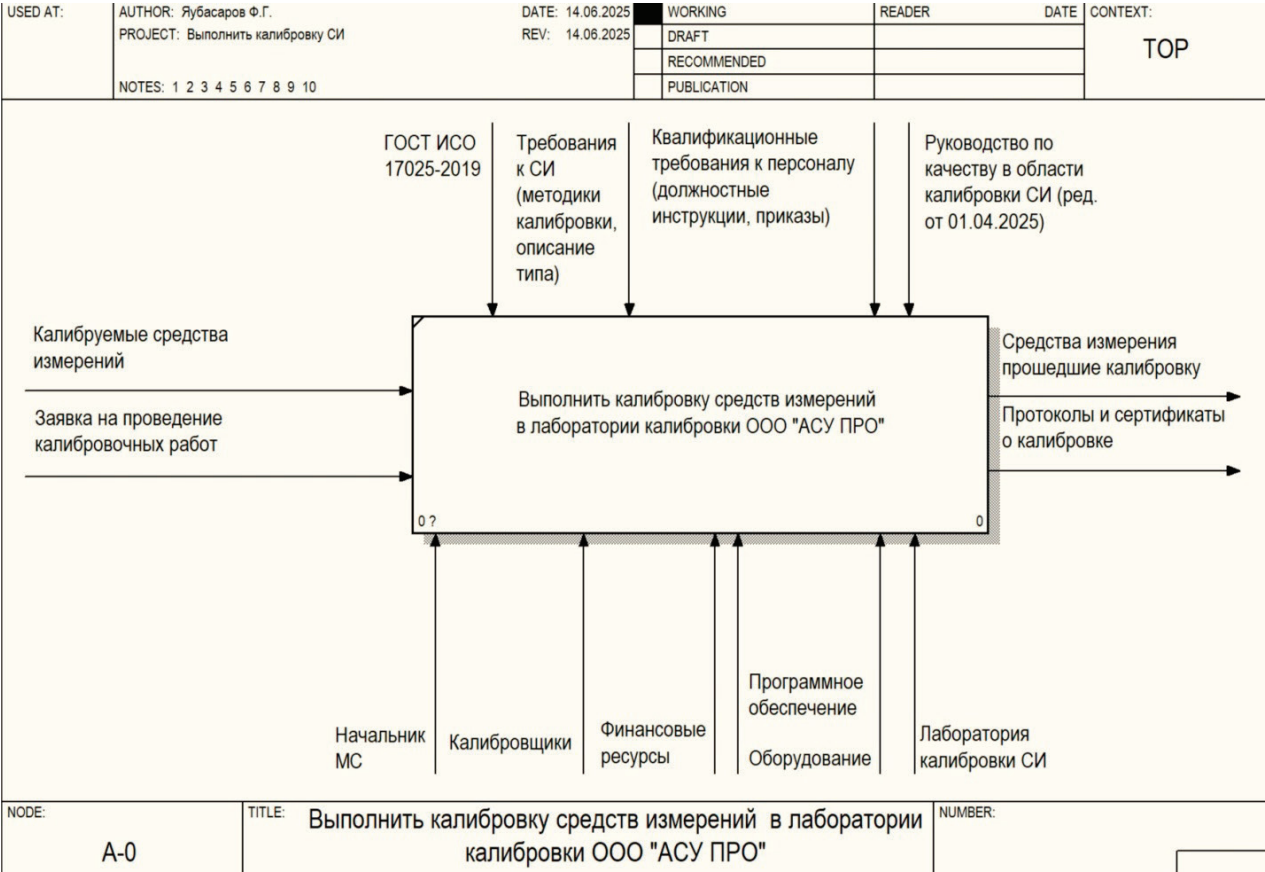 USED AT:
AUTHOR: Яубасаров Ф.Г.
DATE: 14.06.2025
WORKING
READER
DATE
CONTEXT:
PROJECT: Выполнить калибровку СИ
REV: 14.06.2025
DRAFT
TOP
RECOMMENDED
NOTES: 1 2 3 4 5 6 7 8 9 10
PUBLICATION
ГОСТ ИСО
17025-2019
Требования
к СИ
(методики
калибровки,
описание
типа)
Квалификационные
требования к персоналу
(должностные
инструкции, приказы)
Руководство по
качеству в области
калибровки СИ (ред.
от 01.04.2025)
Калибруемые средства
измерений
Заявка на проведение
калибровочных работ
Выполнить калибровку средств измерений
в лаборатории калибровки ООО "АСУ ПРО"
0 ?
0
Средства измерения
прошедшие калибровку
Протоколы и сертификаты
о калибровке
Начальник
МС
Калибровщики
Финансовые
ресурсы
Программное
обеспечение
Оборудование
Лаборатория
калибровки СИ
NODE:
A-0
TITLE:
Выполнить калибровку средств измерений в лаборатории
калибровки ООО "АСУ ПРО"
NUMBER: